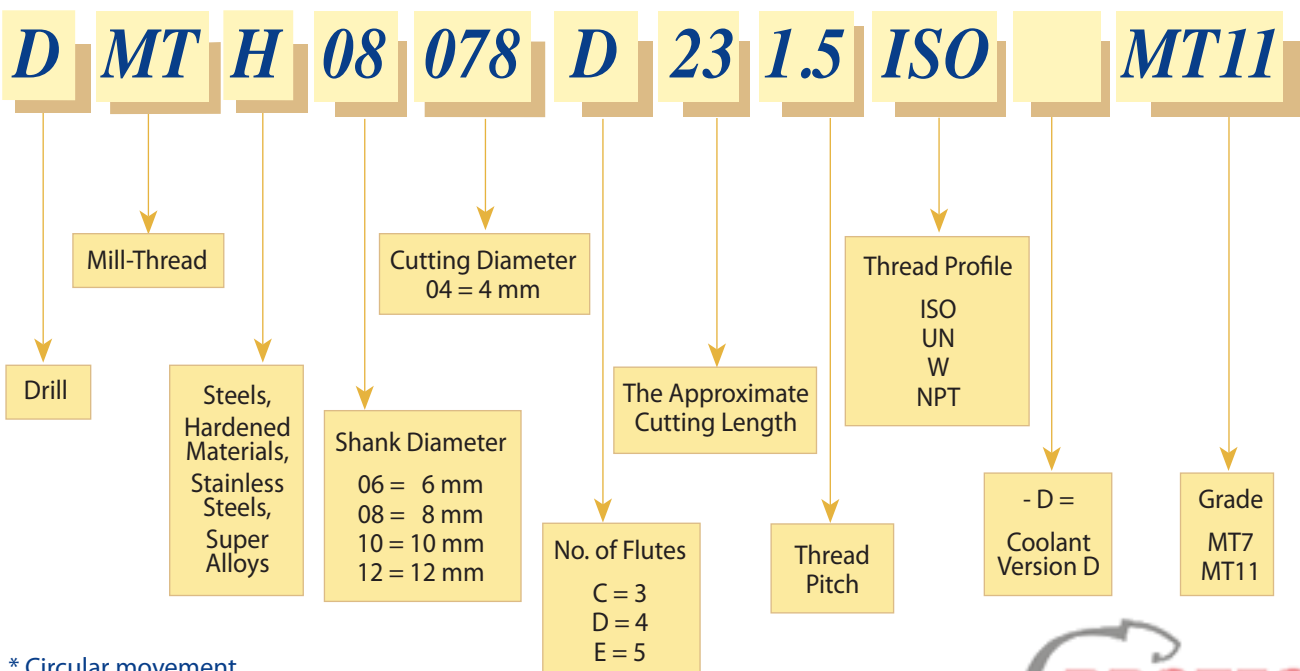 D MT H 08 078 D 23 1.5 ISO MT11
Drill
Mill-Thread
Steels,
Hardened
Materials,
Stainless
Steels,
Super
Alloys
Shank Diameter
06 = 6 mm
08 = 8 mm
10 = 10 mm
12 = 12 mm
Cutting Diameter
04 = 4 mm
No. of Flutes
C = 3
D = 4
E = 5
The Approximate
Cutting Length
Thread
Pitch
Thread Profile
ISO
UN
W
NPT
- D =
Coolant
Version D
Grade
MT7
MT11
* Circular movement